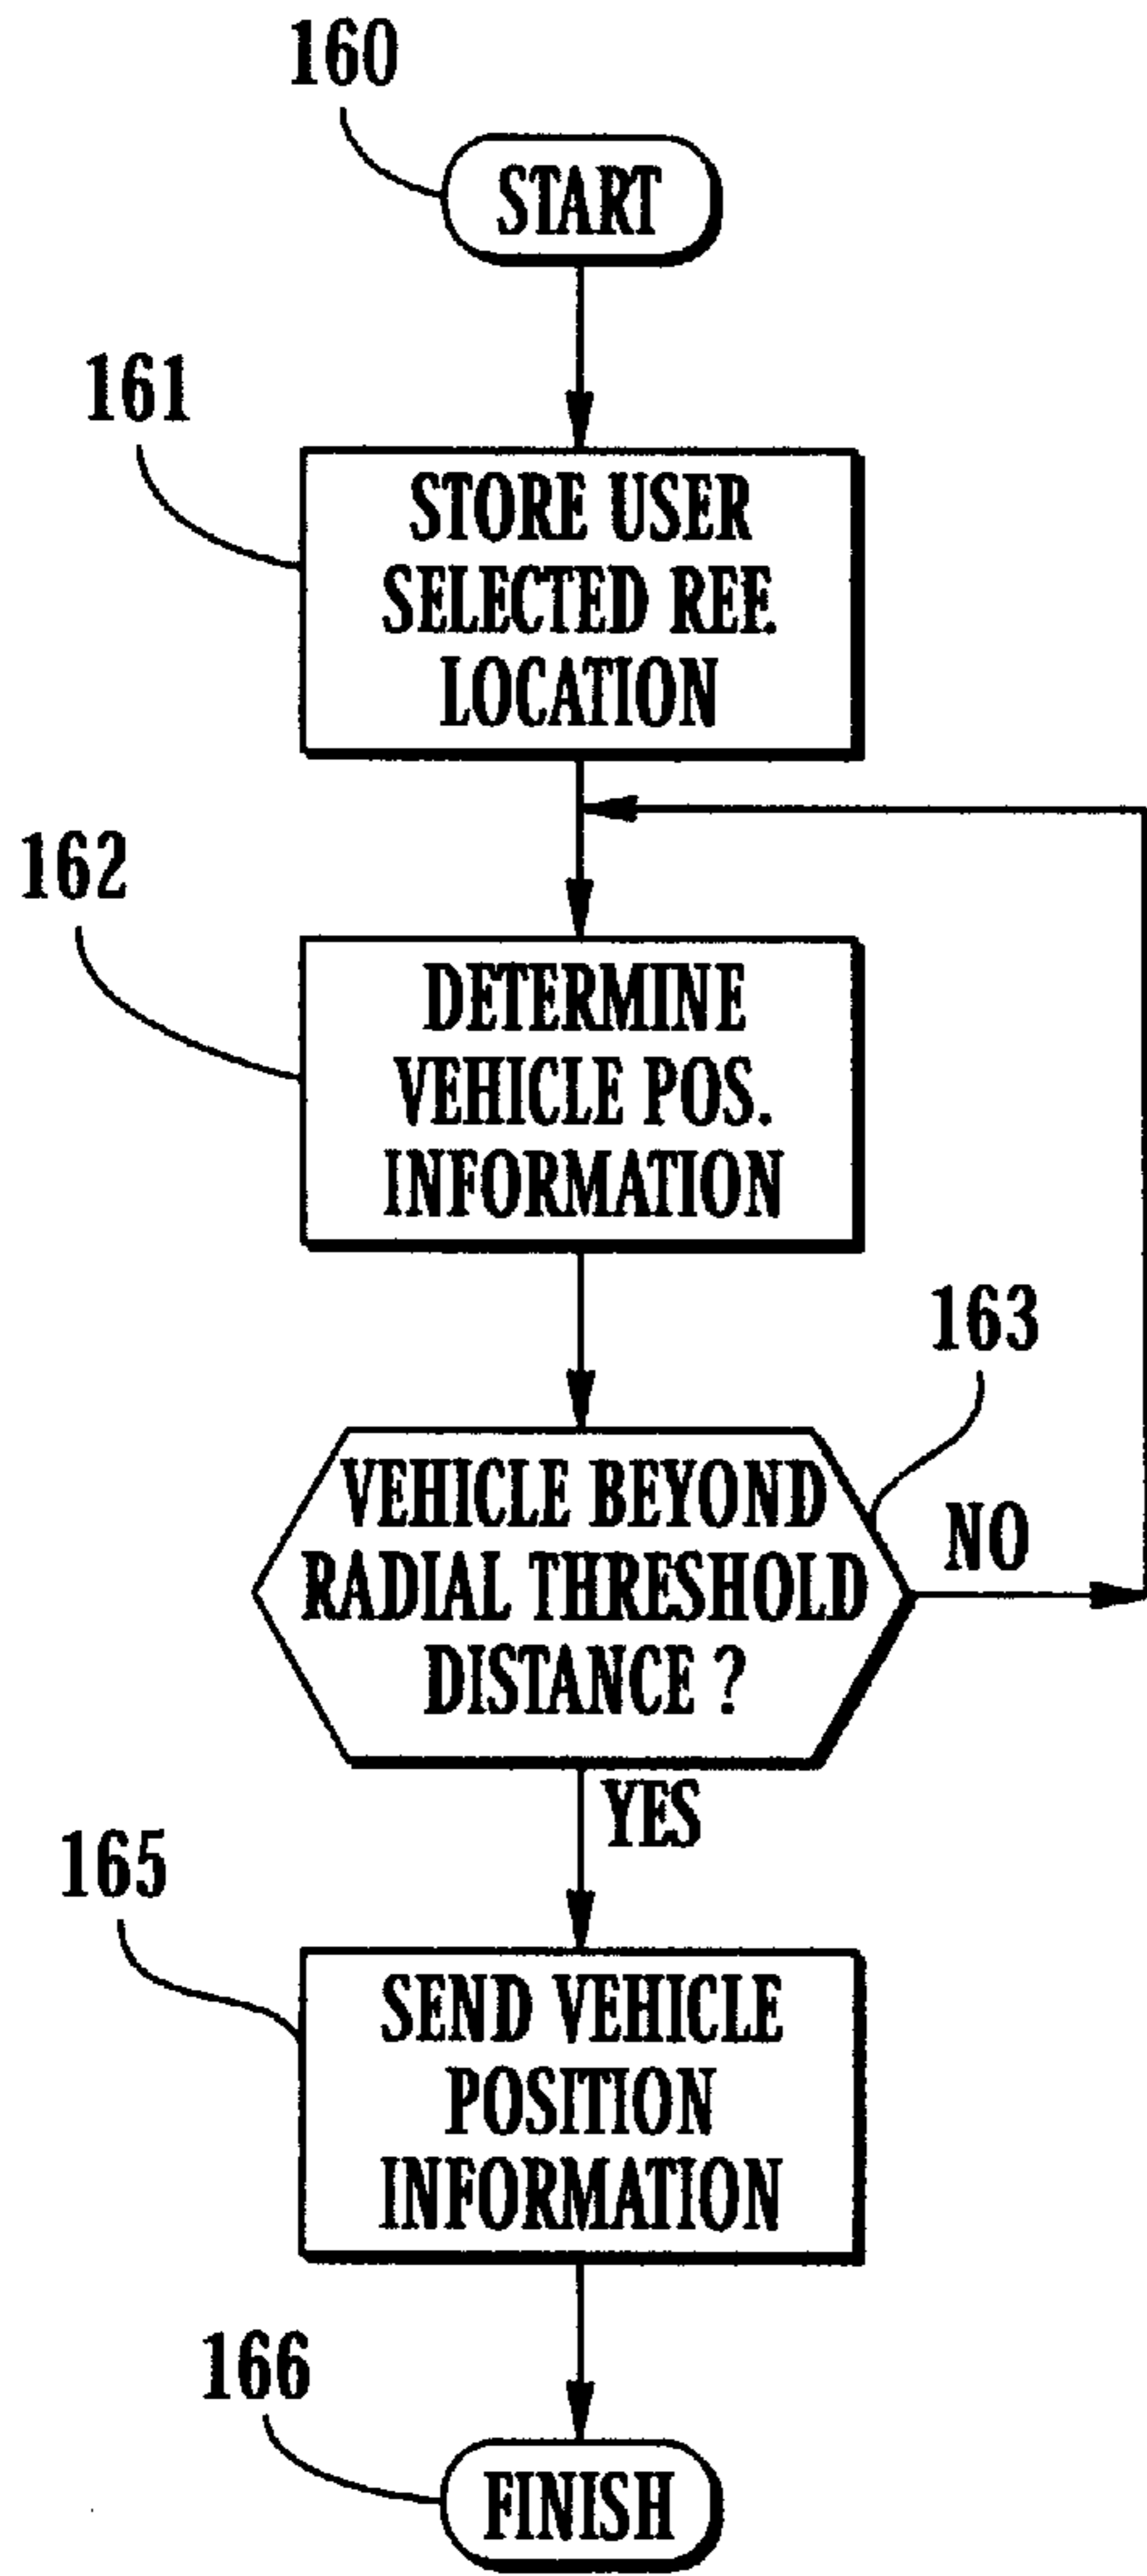 160
START
161
STORE USER
SELECTED REF.
LOCATION
162
DETERMINE
VEHICLE POS.
INFORMATION
163
VEHICLE BEYOND
RADIAL THRESHOLD
DISTANCE ?
NO
YES
165
SEND VEHICLE
POSITION
INFORMATION
166
FINISH